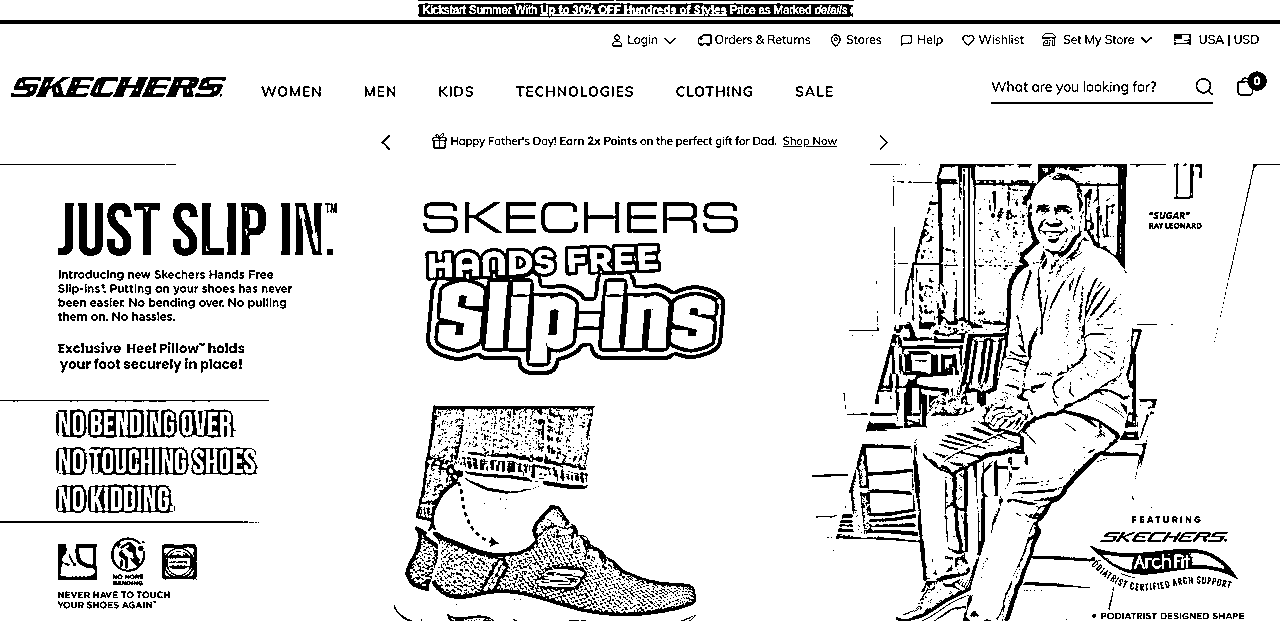 Kickstart Summer With Up to 30% OFF Hundreds of Styles Price as Marked details
Login
Orders & Returns
Stores
Help
Wishlist
Set My Store
USA | USD
SKECHERS
WOMEN
MEN
KIDS
TECHNOLOGIES
CLOTHING
SALE
What are you looking for?
0
Happy Father's Day! Earn 2x Points on the perfect gift for Dad. Shop Now
JUST SLIP IN.™
Introducing new Skechers Hands Free
Slip-ins®. Putting on your shoes has never
been easier. No bending over. No pulling
them on. No hassles.
Exclusive Heel Pillow™ holds
your foot securely in place!
NO BENDING OVER.
NO TOUCHING SHOES.
NO KIDDING.
NO MORE
BENDING
NEVER HAVE TO TOUCH
YOUR SHOES AGAIN™
SKECHERS
HANDS FREE
Slip-ins
"SUGAR"
RAY LEONARD
FEATURING
SKECHERS.
Arch Fit
PODIATRIST CERTIFIED ARCH SUPPORT
• PODIATRIST DESIGNED SHAPE